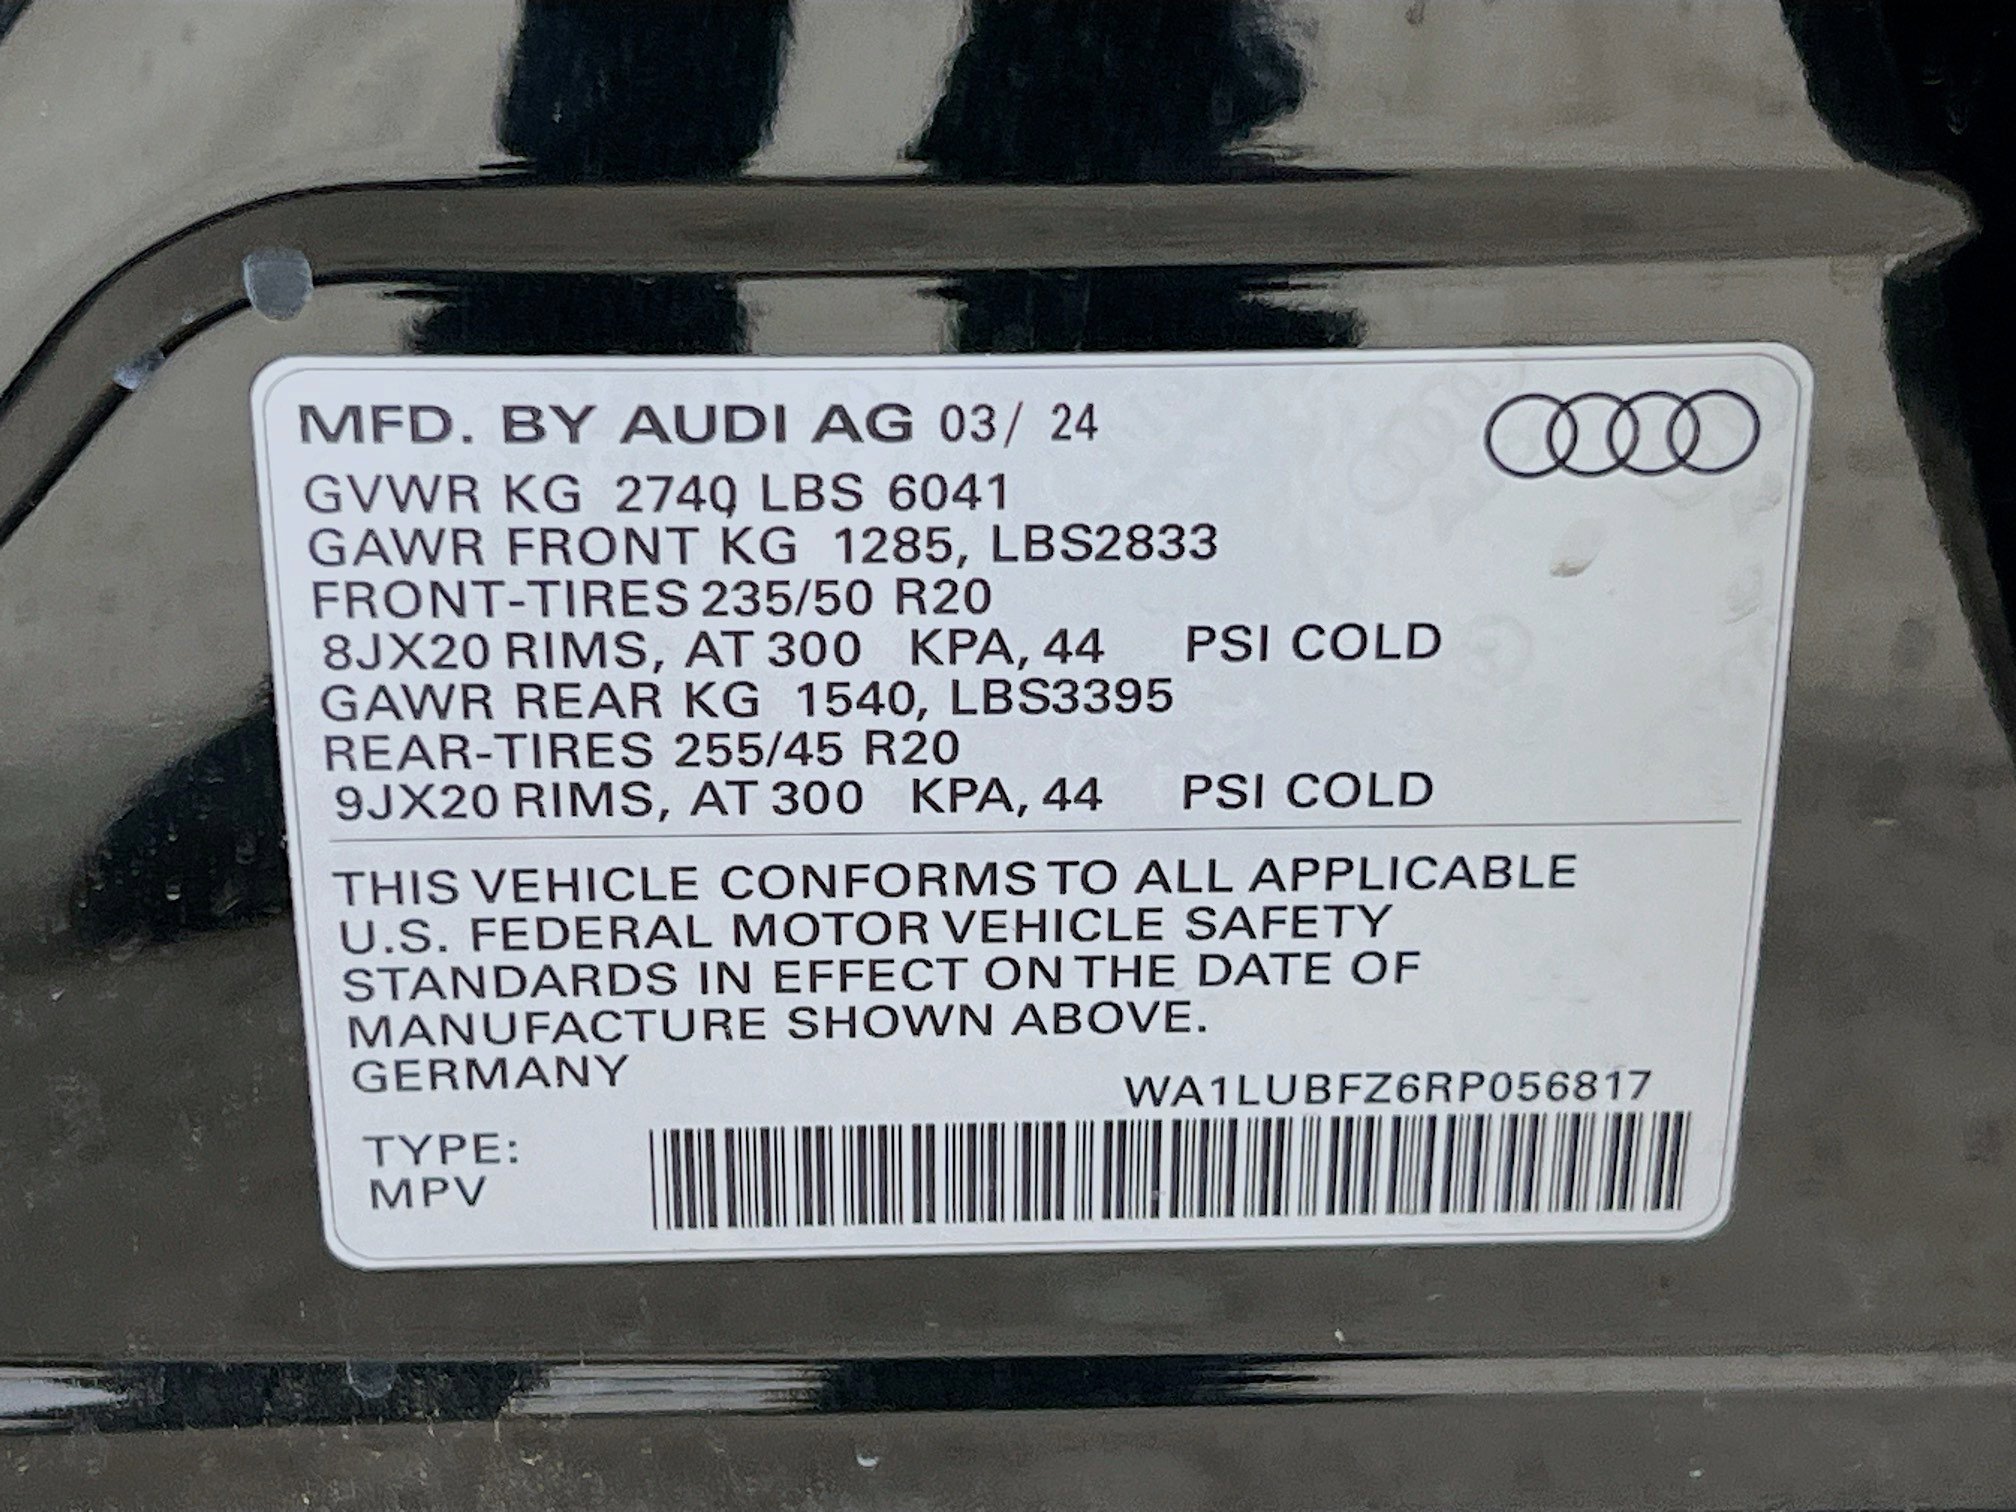 MFD. BY AUDI AG 03/ 24
GVWR KG 2740, LBS 6041
GAWR FRONT KG 1285, LBS2833
FRONT-TIRES 235/50 R20
8JX20 RIMS, AT 300 KPA, 44 PSI COLD
GAWR REAR KG 1540, LBS3395
REAR-TIRES 255/45 R20
9JX20 RIMS, AT 300 KPA, 44 PSI COLD
THIS VEHICLE CONFORMS TO ALL APPLICABLE
U.S. FEDERAL MOTOR VEHICLE SAFETY
STANDARDS IN EFFECT ON THE DATE OF
MANUFACTURE SHOWN ABOVE.
GERMANY
WA1LUBFZ6RP056817
TYPE:
MPV